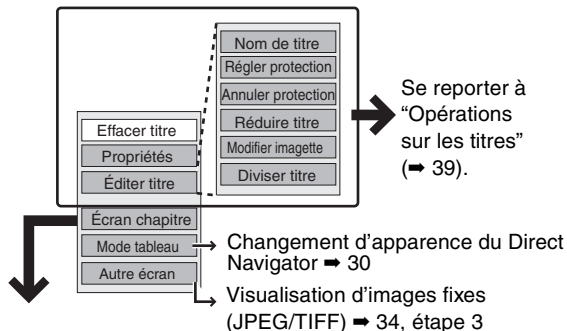 Nom de titre
Régler protection
Annuler protection
Réduire titre
Modifier imagette
Diviser titre
Se reporter à
“Opérations
sur les titres”
(➡ 39).
Effacer titre
Propriétés
Éditer titre
Écran chapitre
Mode tableau
Autre écran
Changement d’apparence du Direct
Navigator ➡ 30
Visualisation d’images fixes
(JPEG/TIFF) ➡ 34, étape 3